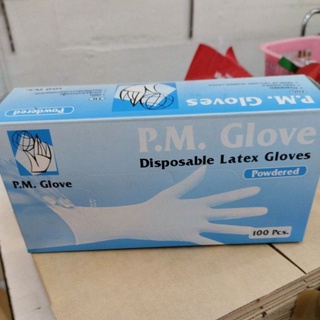 Powdered
P.M. Gloves
P.M. Glove
P.M. Glove
Disposable Latex Gloves
Powdered
100 Pcs.